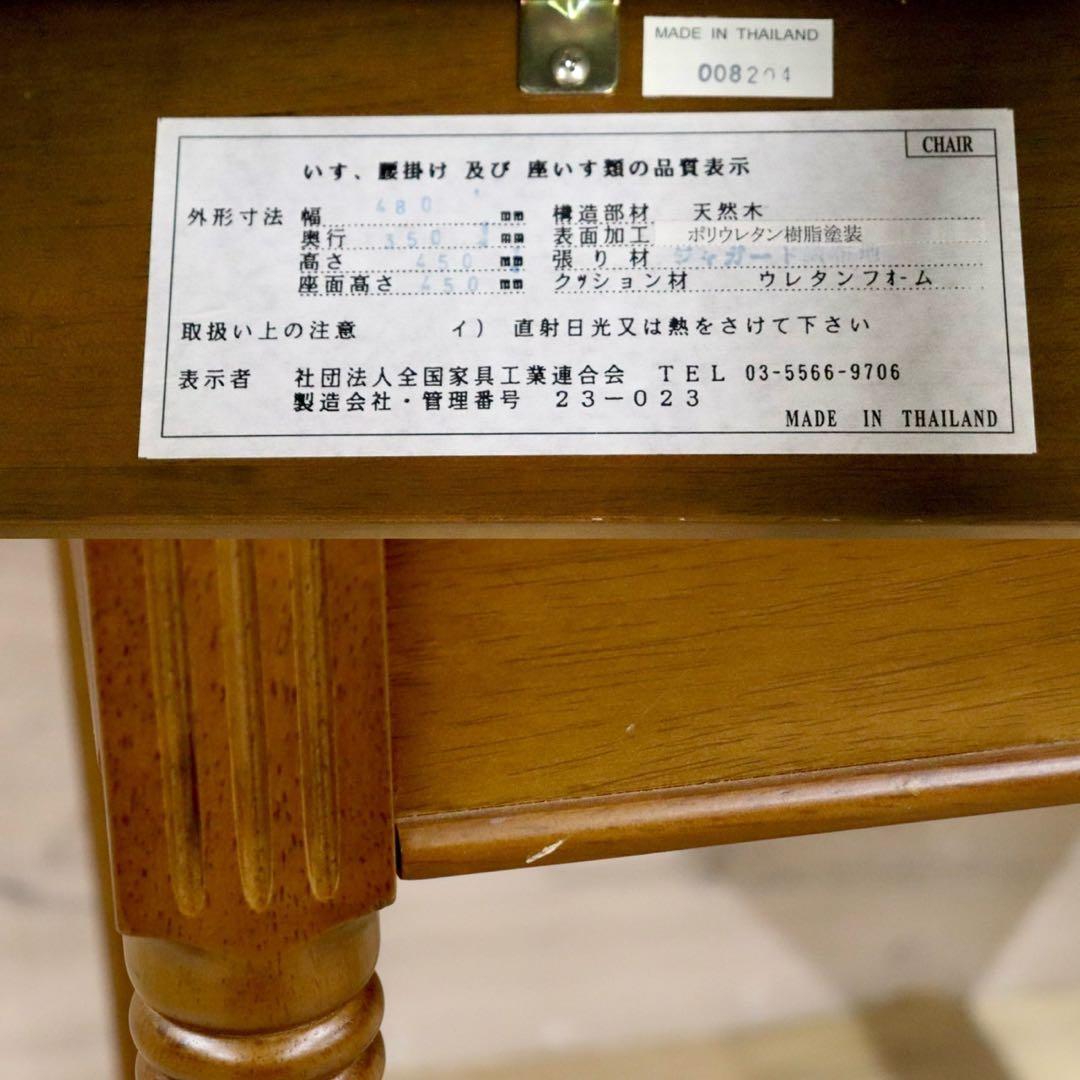 MADE IN THAILAND
008204
CHAIR
いす、腰掛け 及び 座いす類の品質表示
外形寸法 幅 480 mm
奥行 350 mm
高さ 450 mm
座面高さ 450 mm
構造部材 天然木
表面加工 ポリウレタン樹脂塗装
張り材 ジャガード
クッション材 ウレタンフォーム
取扱い上の注意 イ） 直射日光又は熱をさけて下さい
表示者 社団法人全国家具工業連合会 TEL 03-5566-9706
製造会社・管理番号 23－023
MADE IN THAILAND